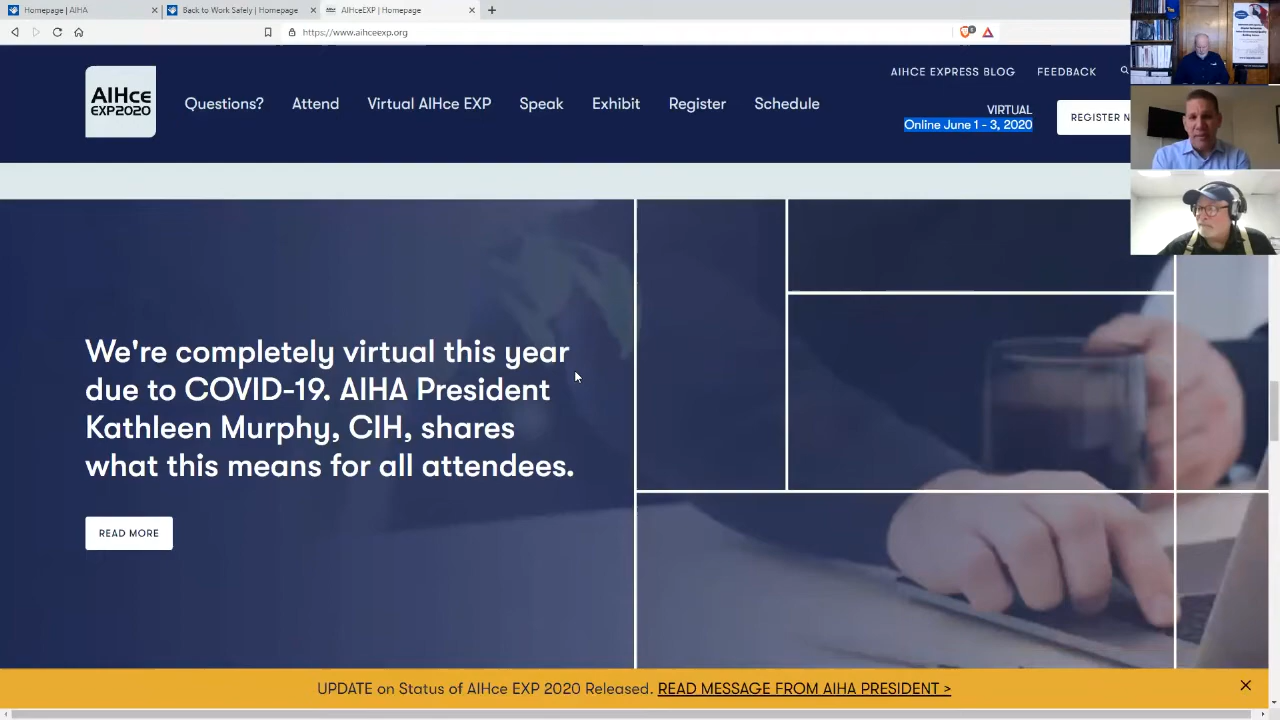 Homepage | AIHA
Back to Work Safely | Homepage
AIHceEXP | Homepage
https://www.aihceexp.org
AIHce
EXP2020
AIHCE EXPRESS BLOG
FEEDBACK
Questions?
Attend
Virtual AIHce EXP
Speak
Exhibit
Register
Schedule
VIRTUAL
Online June 1 - 3, 2020
REGISTER N
We're completely virtual this year
due to COVID-19. AIHA President
Kathleen Murphy, CIH, shares
what this means for all attendees.
READ MORE
UPDATE on Status of AIHce EXP 2020 Released. READ MESSAGE FROM AIHA PRESIDENT >